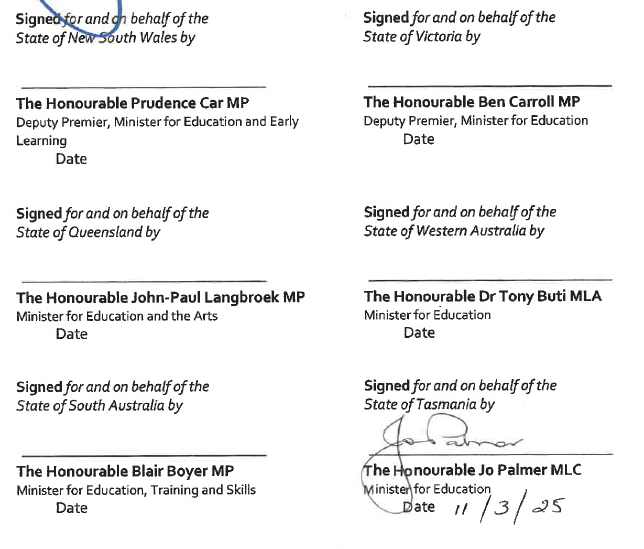 Signed for and on behalf of the
State of New South Wales by
The Honourable Prudence Car MP
Deputy Premier, Minister for Education and Early
Learning
Date
Signed for and on behalf of the
State of Victoria by
The Honourable Ben Carroll MP
Deputy Premier, Minister for Education
Date
Signed for and on behalf of the
State of Queensland by
The Honourable John-Paul Langbroek MP
Minister for Education and the Arts
Date
Signed for and on behalf of the
State of Western Australia by
The Honourable Dr Tony Buti MLA
Minister for Education
Date
Signed for and on behalf of the
State of South Australia by
The Honourable Blair Boyer MP
Minister for Education, Training and Skills
Date
Signed for and on behalf of the
State of Tasmania by
Jo Palmer
The Honourable Jo Palmer MLC
Minister for Education
Date 11/3/25